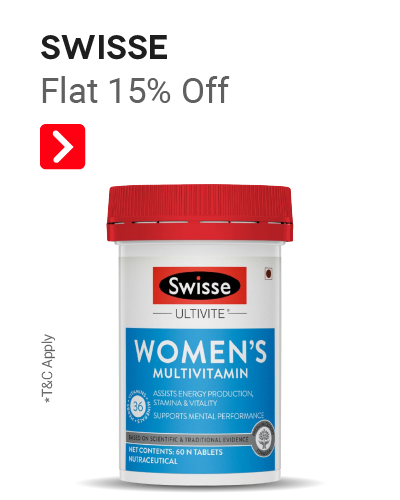 SWISSE
Flat 15% Off
*T&C Apply
Swisse
ULTIVITE®
WOMEN'S
MULTIVITAMIN
36
ASSISTS ENERGY PRODUCTION,
STAMINA & VITALITY
SUPPORTS MENTAL PERFORMANCE
BASED ON SCIENTIFIC & TRADITIONAL EVIDENCE
NET CONTENTS: 60 N TABLETS
NUTRACEUTICAL